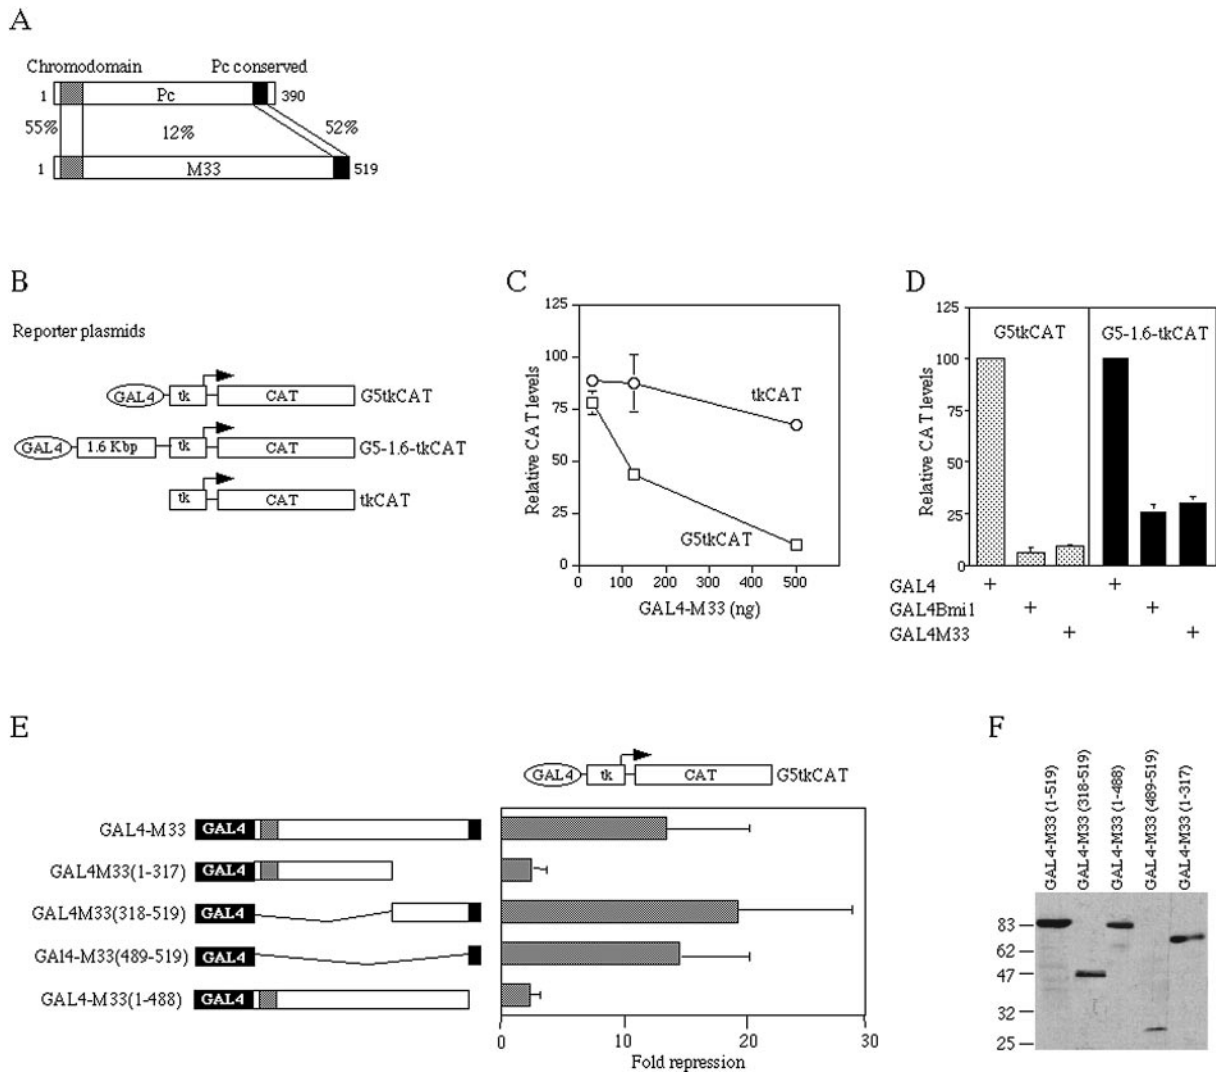 A
Chromodomain Pc conserved
1 Pc 390
55% 12% 52%
1 M33 519
B
Reporter plasmids
GAL4 tk CAT G5tkCAT
GAL4 1.6 Kbp tk CAT G5-1.6-tkCAT
tk CAT tkCAT
C
Relative CAT levels
125
100
75
50
25
0
tkCAT
G5tkCAT
0 100 200 300 400 500
GAL4-M33 (ng)
D
Relative CAT levels
125
100
75
50
25
0
G5tkCAT G5-1.6-tkCAT
GAL4 + +
GAL4Bmi1 + +
GAL4M33 + +
E
GAL4 tk CAT G5tkCAT
GAL4-M33 GAL4
GAL4M33(1-317) GAL4
GAL4M33(318-519) GAL4
GAl4-M33(489-519) GAL4
GAL4-M33(1-488) GAL4
0 10 20 30
Fold repression
F
GAL4-M33 (1-519)
GAL4-M33 (318-519)
GAL4-M33 (1-488)
GAL4-M33 (489-519)
GAL4-M33 (1-317)
83
62
47
32
25